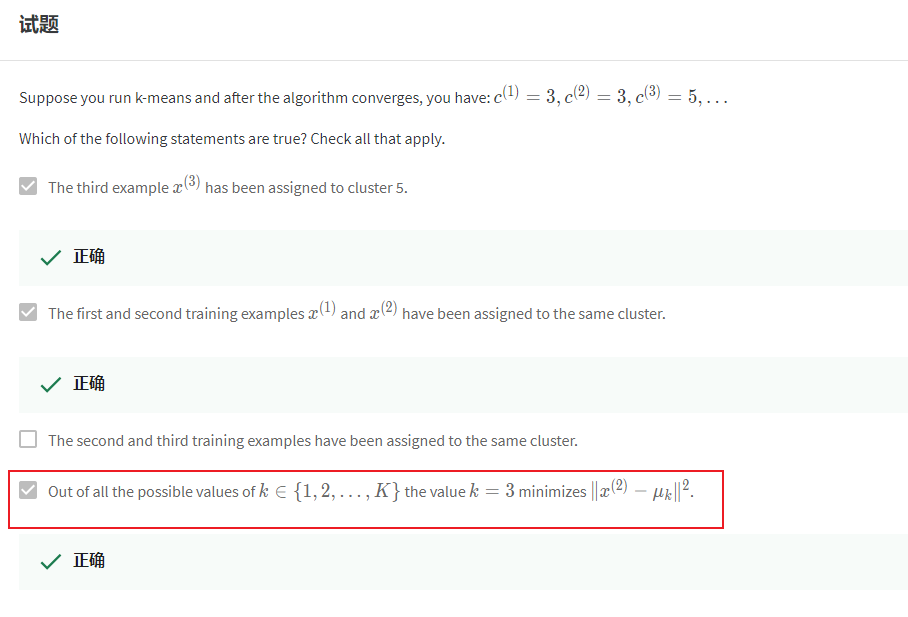 试题
Suppose you run k-means and after the algorithm converges, you have: c^{(1)} = 3, c^{(2)} = 3, c^{(3)} = 5, . . .
Which of the following statements are true? Check all that apply.
The third example x^{(3)} has been assigned to cluster 5.
正确
The first and second training examples x^{(1)} and x^{(2)} have been assigned to the same cluster.
正确
The second and third training examples have been assigned to the same cluster.
Out of all the possible values of k ∈ {1, 2, . . . , K} the value k = 3 minimizes ‖x^{(2)} − μ_k‖^2.
正确